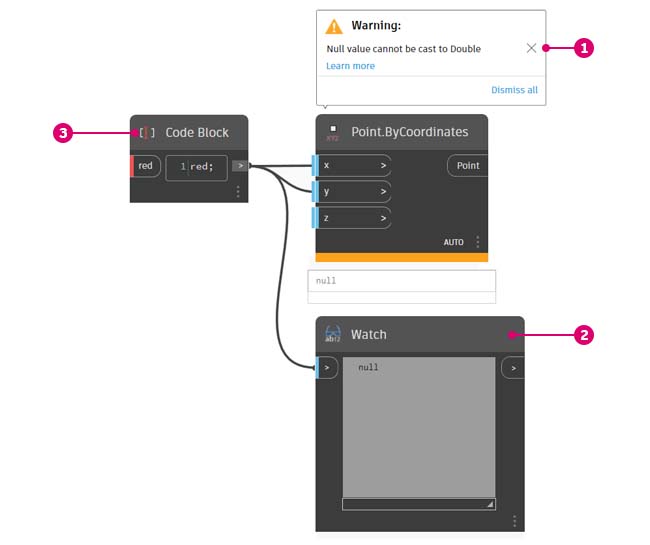 Warning:
Null value cannot be cast to Double
Learn more
Dismiss all
1
3
[ ] Code Block
red
1 red;
>
XYZ
Point.ByCoordinates
x >
y >
z >
Point
AUTO
null
ab12
Watch
2
>
null
>